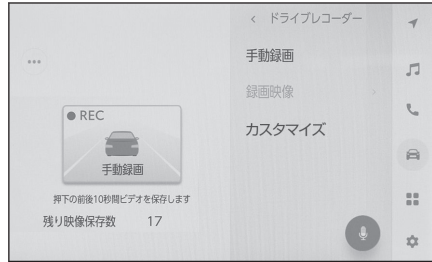 < ドライブレコーダー
手動録画
録画映像
カスタマイズ
● REC
手動録画
押下の前後10秒間ビデオを保存します
残り映像保存数 17